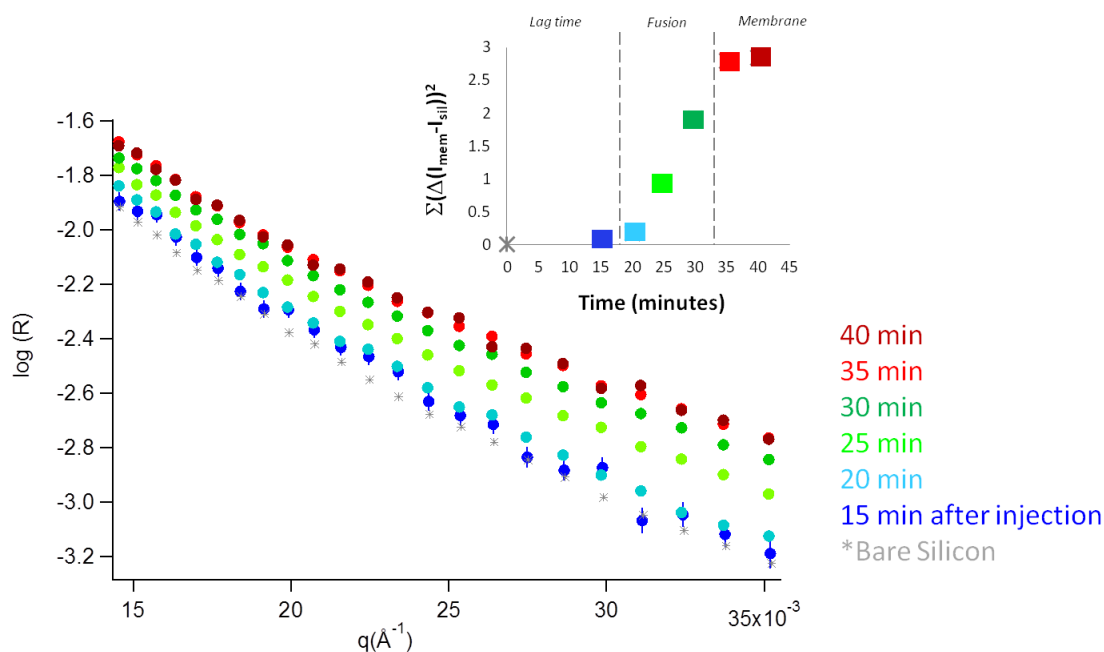 Lag time Fusion Membrane
3
2.5
2
1.5
1
0.5
0
Σ(Δ(I_mem-I_sil))²
0 5 10 15 20 25 30 35 40 45
Time (minutes)
-1.6
-1.8
-2.0
-2.2
-2.4
-2.6
-2.8
-3.0
-3.2
log (R)
15 20 25 30 35x10⁻³
q(Å⁻¹)
40 min
35 min
30 min
25 min
20 min
15 min after injection
*Bare Silicon